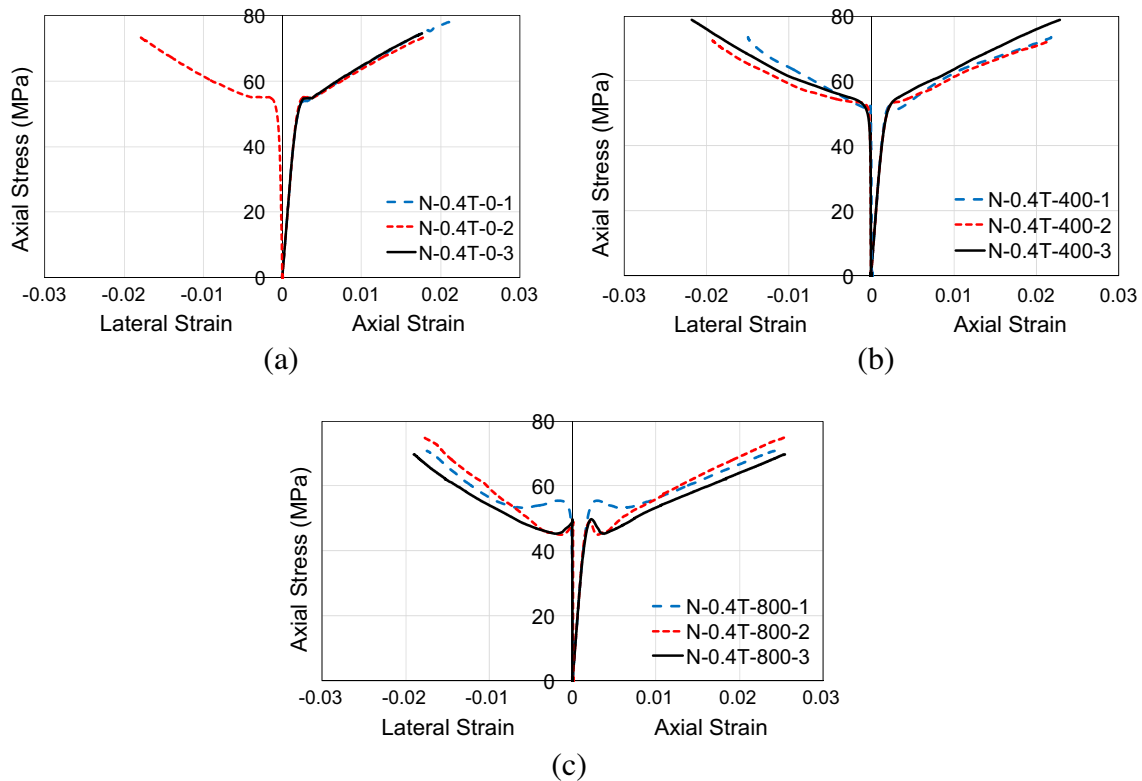 80
60
40
20
0
Axial Stress (MPa)
N-0.4T-0-1
N-0.4T-0-2
N-0.4T-0-3
-0.03 -0.02 -0.01 0 0.01 0.02 0.03
Lateral Strain Axial Strain
(a)
80
60
40
20
0
Axial Stress (MPa)
N-0.4T-400-1
N-0.4T-400-2
N-0.4T-400-3
-0.03 -0.02 -0.01 0 0.01 0.02 0.03
Lateral Strain Axial Strain
(b)
80
60
40
20
0
Axial Stress (MPa)
N-0.4T-800-1
N-0.4T-800-2
N-0.4T-800-3
-0.03 -0.02 -0.01 0 0.01 0.02 0.03
Lateral Strain Axial Strain
(c)